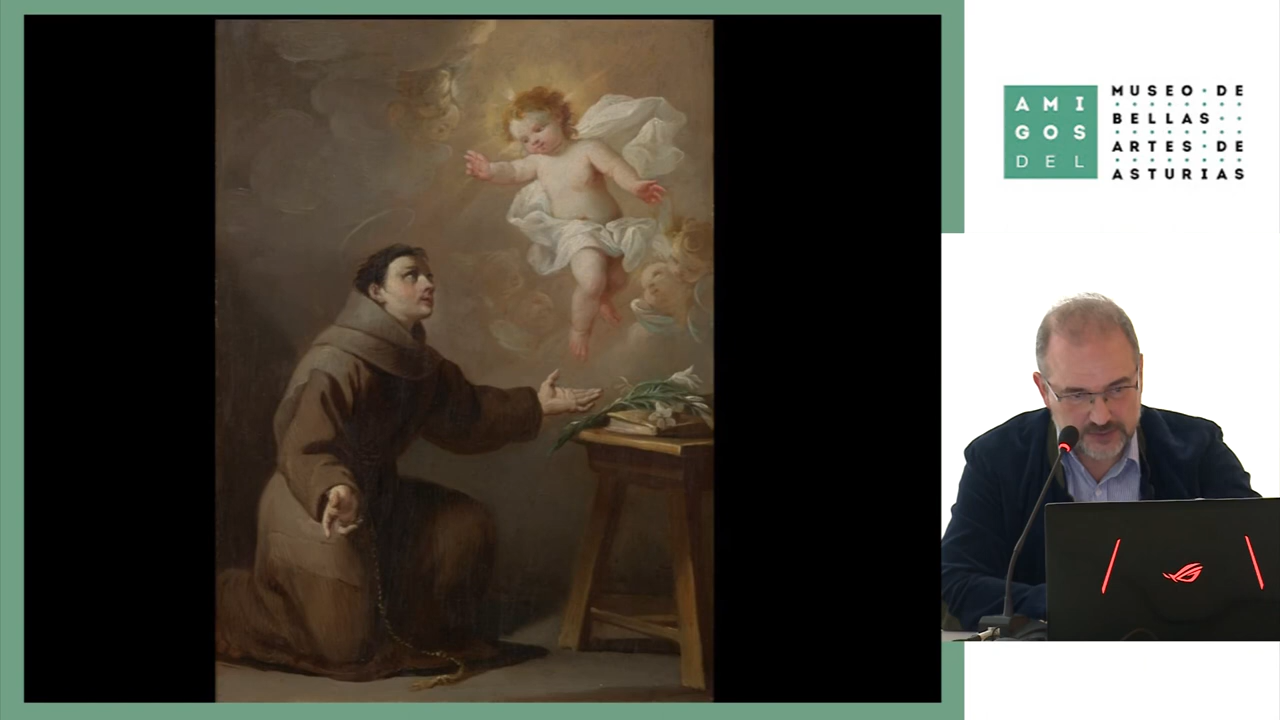 AMI
GOS
DEL
MUSEO DE
BELLAS
ARTES DE
ASTURIAS